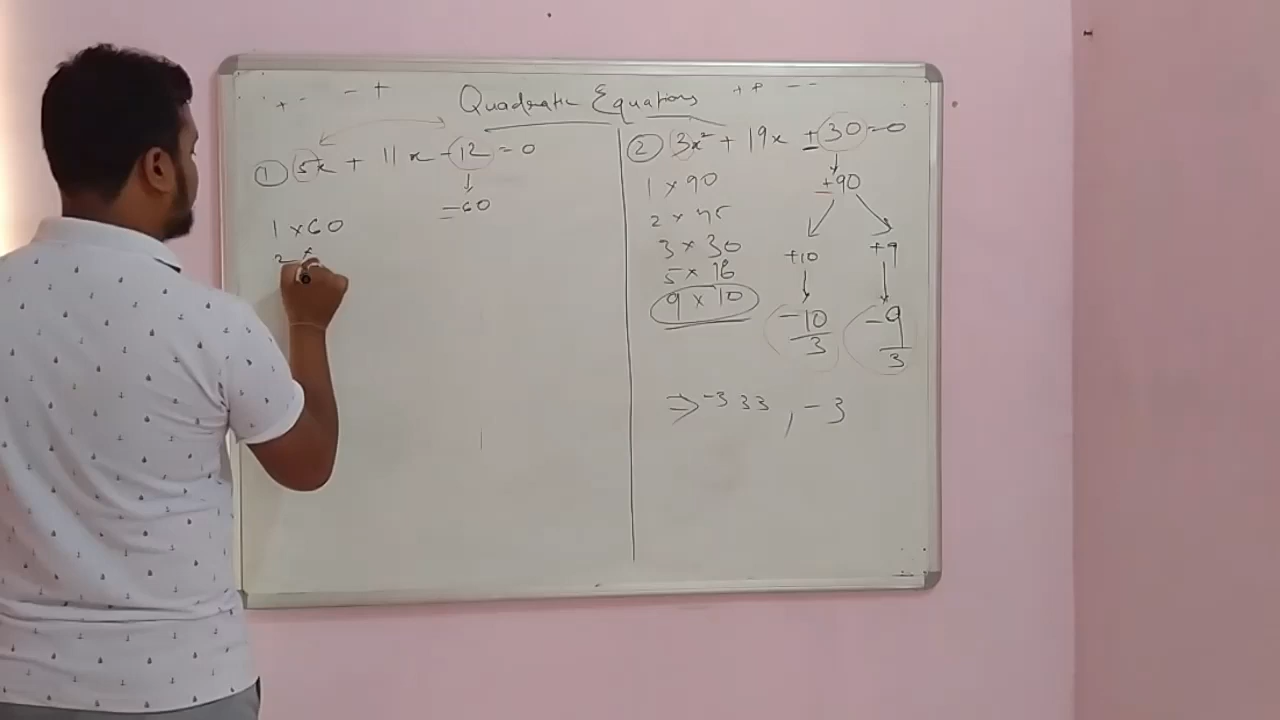 + - - + Quadratic Equations + + - -
① 5x + 11x - 12 = 0
-60
1 × 60
2 ×
② 3x² + 19x + 30 = 0
+90
1 × 90
2 × 45
3 × 30
5 × 18
9 × 10
+10 +9
-10/3 -9/3
⇒ -3 33 , -3